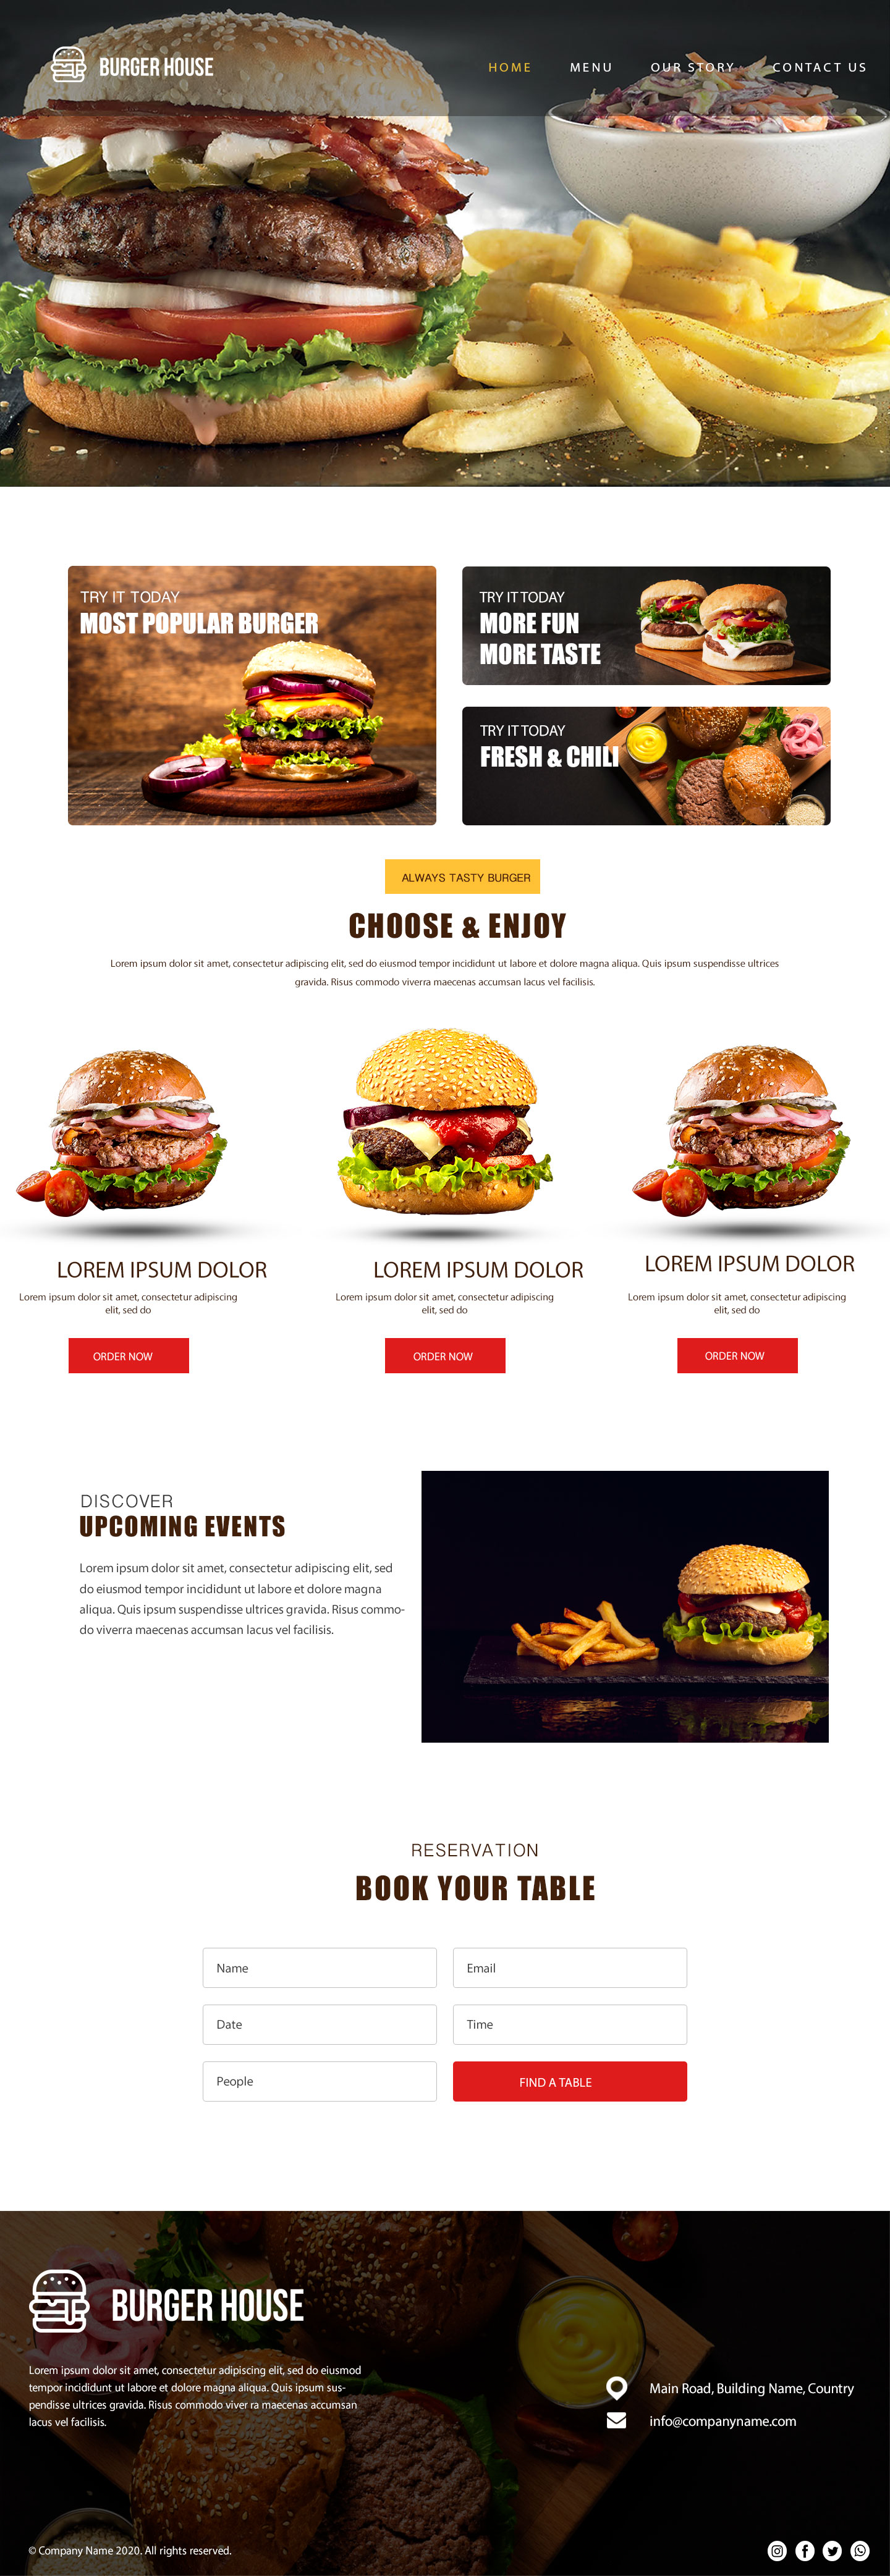 BURGER HOUSE
HOME
MENU
OUR STORY
CONTACT US
TRY IT TODAY
MOST POPULAR BURGER
TRY IT TODAY
MORE FUN
MORE TASTE
TRY IT TODAY
FRESH & CHILI
ALWAYS TASTY BURGER
CHOOSE & ENJOY
Lorem ipsum dolor sit amet, consectetur adipiscing elit, sed do eiusmod tempor incididunt ut labore et dolore magna aliqua. Quis ipsum suspendisse ultrices
gravida. Risus commodo viverra maecenas accumsan lacus vel facilisis.
LOREM IPSUM DOLOR
Lorem ipsum dolor sit amet, consectetur adipiscing
elit, sed do
ORDER NOW
LOREM IPSUM DOLOR
Lorem ipsum dolor sit amet, consectetur adipiscing
elit, sed do
ORDER NOW
LOREM IPSUM DOLOR
Lorem ipsum dolor sit amet, consectetur adipiscing
elit, sed do
ORDER NOW
DISCOVER
UPCOMING EVENTS
Lorem ipsum dolor sit amet, consectetur adipiscing elit, sed
do eiusmod tempor incididunt ut labore et dolore magna
aliqua. Quis ipsum suspendisse ultrices gravida. Risus commo-
do viverra maecenas accumsan lacus vel facilisis.
RESERVATION
BOOK YOUR TABLE
Name
Email
Date
Time
People
FIND A TABLE
BURGER HOUSE
Lorem ipsum dolor sit amet, consectetur adipiscing elit, sed do eiusmod
tempor incididunt ut labore et dolore magna aliqua. Quis ipsum sus-
pendisse ultrices gravida. Risus commodo viver ra maecenas accumsan
lacus vel facilisis.
Main Road, Building Name, Country
info@companyname.com
© Company Name 2020. All rights reserved.